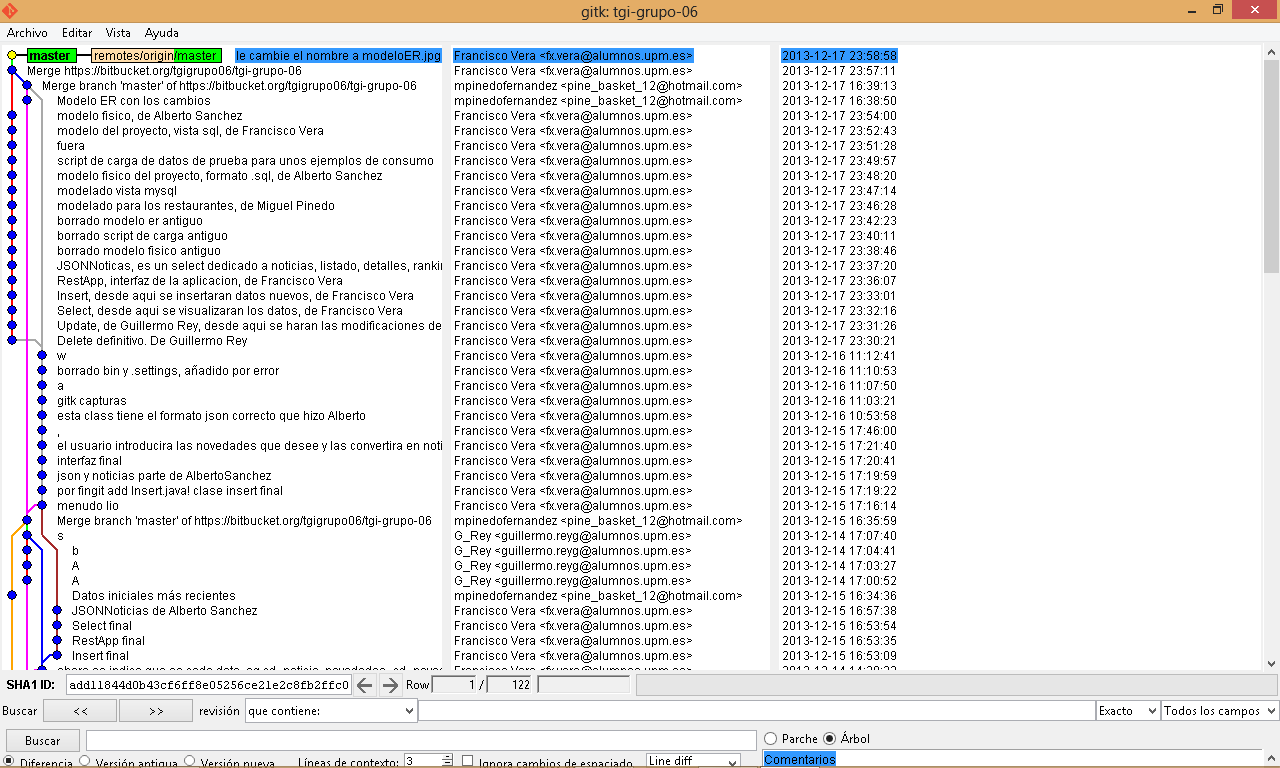 gitk: tgi-grupo-06
Archivo Editar Vista Ayuda
master remotes/origin/master le cambie el nombre a modeloER.jpg Francisco Vera <fx.vera@alumnos.upm.es> 2013-12-17 23:58:58
Merge https://bitbucket.org/tgigrupo06/tgi-grupo-06 Francisco Vera <fx.vera@alumnos.upm.es> 2013-12-17 23:57:11
Merge branch 'master' of https://bitbucket.org/tgigrupo06/tgi-grupo-06 mpinedofernandez <pine_basket_12@hotmail.com> 2013-12-17 16:39:13
Modelo ER con los cambios mpinedofernandez <pine_basket_12@hotmail.com> 2013-12-17 16:38:50
modelo fisico, de Alberto Sanchez Francisco Vera <fx.vera@alumnos.upm.es> 2013-12-17 23:54:00
modelo del proyecto, vista sql, de Francisco Vera Francisco Vera <fx.vera@alumnos.upm.es> 2013-12-17 23:52:43
fuera Francisco Vera <fx.vera@alumnos.upm.es> 2013-12-17 23:51:28
script de carga de datos de prueba para unos ejemplos de consumo Francisco Vera <fx.vera@alumnos.upm.es> 2013-12-17 23:49:57
modelo fisico del proyecto, formato .sql, de Alberto Sanchez Francisco Vera <fx.vera@alumnos.upm.es> 2013-12-17 23:48:20
modelado vista mysql Francisco Vera <fx.vera@alumnos.upm.es> 2013-12-17 23:47:14
modelado para los restaurantes, de Miguel Pinedo Francisco Vera <fx.vera@alumnos.upm.es> 2013-12-17 23:46:28
borrado modelo er antiguo Francisco Vera <fx.vera@alumnos.upm.es> 2013-12-17 23:42:23
borrado script de carga antiguo Francisco Vera <fx.vera@alumnos.upm.es> 2013-12-17 23:40:11
borrado modelo fisico antiguo Francisco Vera <fx.vera@alumnos.upm.es> 2013-12-17 23:38:46
JSONNoticas, es un select dedicado a noticias, listado, detalles, rankin Francisco Vera <fx.vera@alumnos.upm.es> 2013-12-17 23:37:20
RestApp, interfaz de la aplicacion, de Francisco Vera Francisco Vera <fx.vera@alumnos.upm.es> 2013-12-17 23:36:07
Insert, desde aqui se insertaran datos nuevos, de Francisco Vera Francisco Vera <fx.vera@alumnos.upm.es> 2013-12-17 23:33:01
Select, desde aqui se visualizaran los datos, de Francisco Vera Francisco Vera <fx.vera@alumnos.upm.es> 2013-12-17 23:32:16
Update, de Guillermo Rey, desde aqui se haran las modificaciones de Francisco Vera <fx.vera@alumnos.upm.es> 2013-12-17 23:31:26
Delete definitivo. De Guillermo Rey Francisco Vera <fx.vera@alumnos.upm.es> 2013-12-17 23:30:21
w Francisco Vera <fx.vera@alumnos.upm.es> 2013-12-16 11:12:41
borrado bin y .settings, añadido por error Francisco Vera <fx.vera@alumnos.upm.es> 2013-12-16 11:10:53
a Francisco Vera <fx.vera@alumnos.upm.es> 2013-12-16 11:07:50
gitk capturas Francisco Vera <fx.vera@alumnos.upm.es> 2013-12-16 11:03:21
esta class tiene el formato json correcto que hizo Alberto Francisco Vera <fx.vera@alumnos.upm.es> 2013-12-16 10:53:58
, Francisco Vera <fx.vera@alumnos.upm.es> 2013-12-15 17:46:00
el usuario introducira las novedades que desee y las convertira en noti Francisco Vera <fx.vera@alumnos.upm.es> 2013-12-15 17:21:40
interfaz final Francisco Vera <fx.vera@alumnos.upm.es> 2013-12-15 17:20:41
json y noticias parte de AlbertoSanchez Francisco Vera <fx.vera@alumnos.upm.es> 2013-12-15 17:19:59
por fingit add Insert.java! clase insert final Francisco Vera <fx.vera@alumnos.upm.es> 2013-12-15 17:19:22
menudo lio Francisco Vera <fx.vera@alumnos.upm.es> 2013-12-15 17:16:14
Merge branch 'master' of https://bitbucket.org/tgigrupo06/tgi-grupo-06 mpinedofernandez <pine_basket_12@hotmail.com> 2013-12-15 16:35:59
s G_Rey <guillermo.reyg@alumnos.upm.es> 2013-12-14 17:07:40
b G_Rey <guillermo.reyg@alumnos.upm.es> 2013-12-14 17:04:41
A G_Rey <guillermo.reyg@alumnos.upm.es> 2013-12-14 17:03:27
A G_Rey <guillermo.reyg@alumnos.upm.es> 2013-12-14 17:00:52
Datos iniciales más recientes mpinedofernandez <pine_basket_12@hotmail.com> 2013-12-15 16:34:36
JSONNoticias de Alberto Sanchez Francisco Vera <fx.vera@alumnos.upm.es> 2013-12-15 16:57:38
Select final Francisco Vera <fx.vera@alumnos.upm.es> 2013-12-15 16:53:54
RestApp final Francisco Vera <fx.vera@alumnos.upm.es> 2013-12-15 16:53:35
Insert final Francisco Vera <fx.vera@alumnos.upm.es> 2013-12-15 16:53:09
SHA1 ID: add11844d0b43cf6ff8e05256ce21e2c8fb2ffc0 Row 1 / 122
Buscar << >> revisión que contiene: Exacto Todos los campos
Buscar Parche Árbol
Diferencia Versión antigua Versión nueva Líneas de contexto: 3 Ignora cambios de espaciado Line diff Comentarios